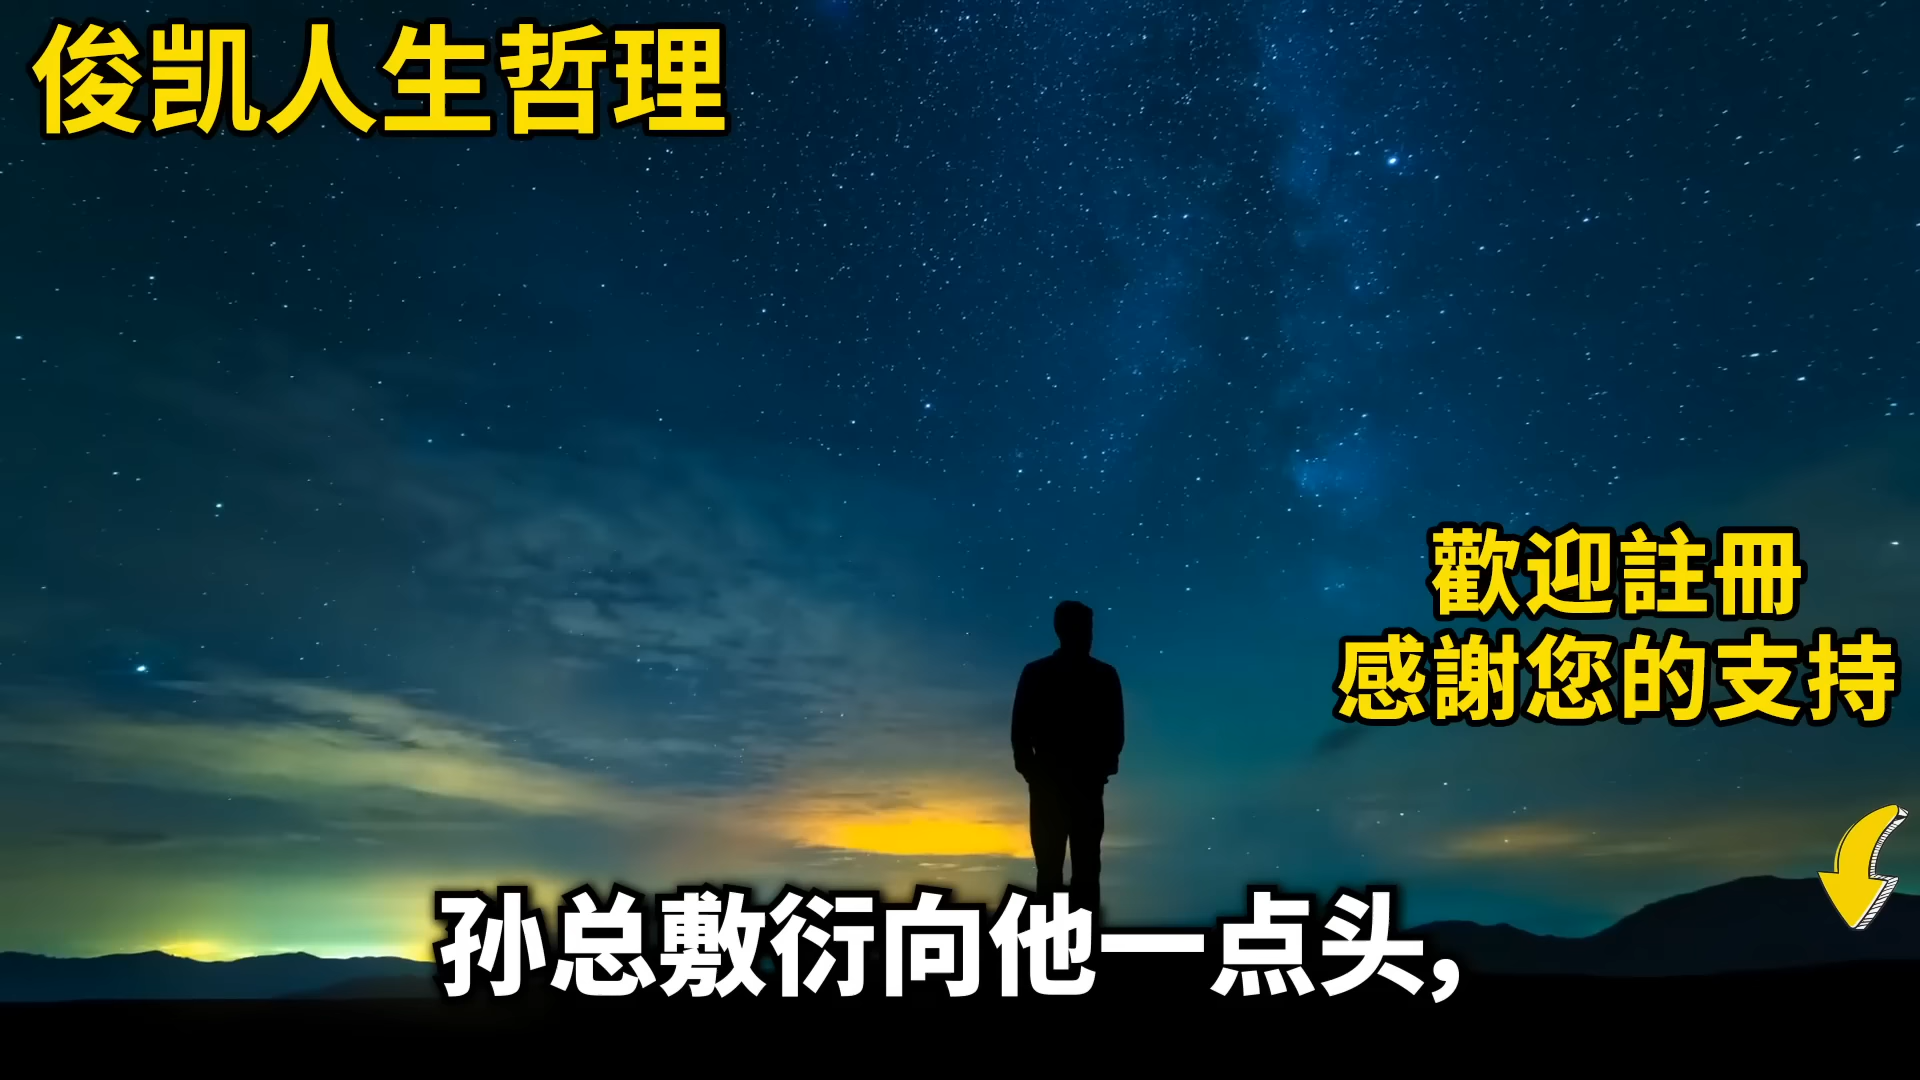 俊凯人生哲理
歡迎註冊
感謝您的支持
孙总敷衍向他一点头,